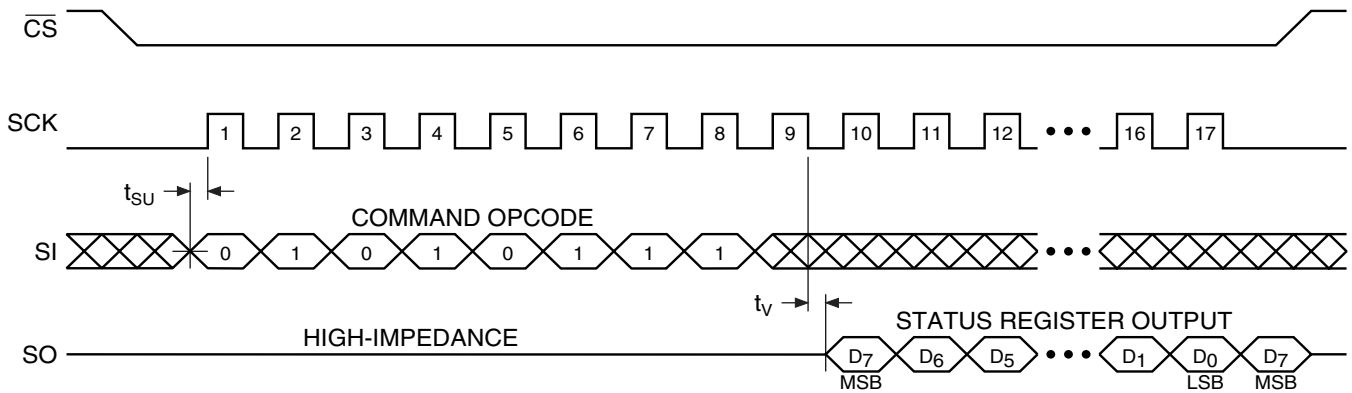 CS
SCK 1 2 3 4 5 6 7 8 9 10 11 12 • • • 16 17
tSU
COMMAND OPCODE
SI 0 1 0 1 0 1 1 1 • • •
tV
HIGH-IMPEDANCE STATUS REGISTER OUTPUT
SO D7 D6 D5 • • • D1 D0 D7
MSB LSB MSB